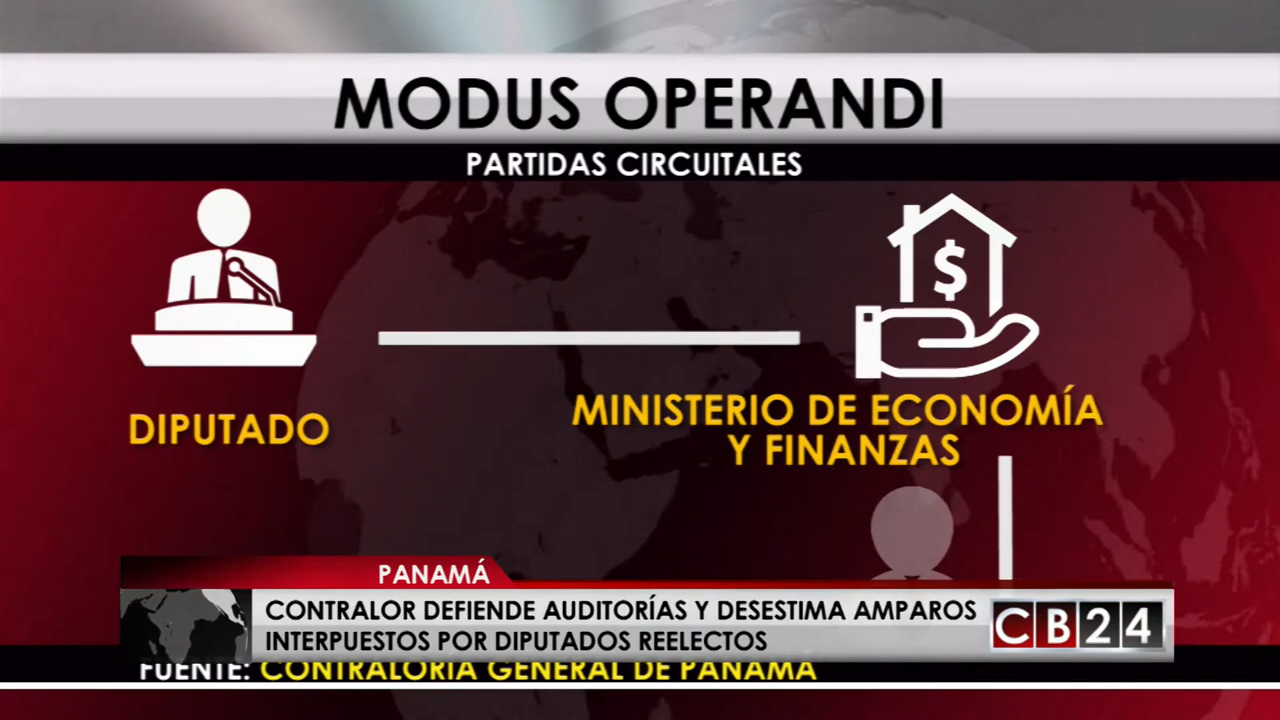 MODUS OPERANDI
PARTIDAS CIRCUITALES
$
DIPUTADO
MINISTERIO DE ECONOMÍA
Y FINANZAS
PANAMÁ
CONTRALOR DEFIENDE AUDITORÍAS Y DESESTIMA AMPAROS
INTERPUESTOS POR DIPUTADOS REELECTOS
CB24
FUENTE: CONTRALORÍA GENERAL DE PANAMÁ